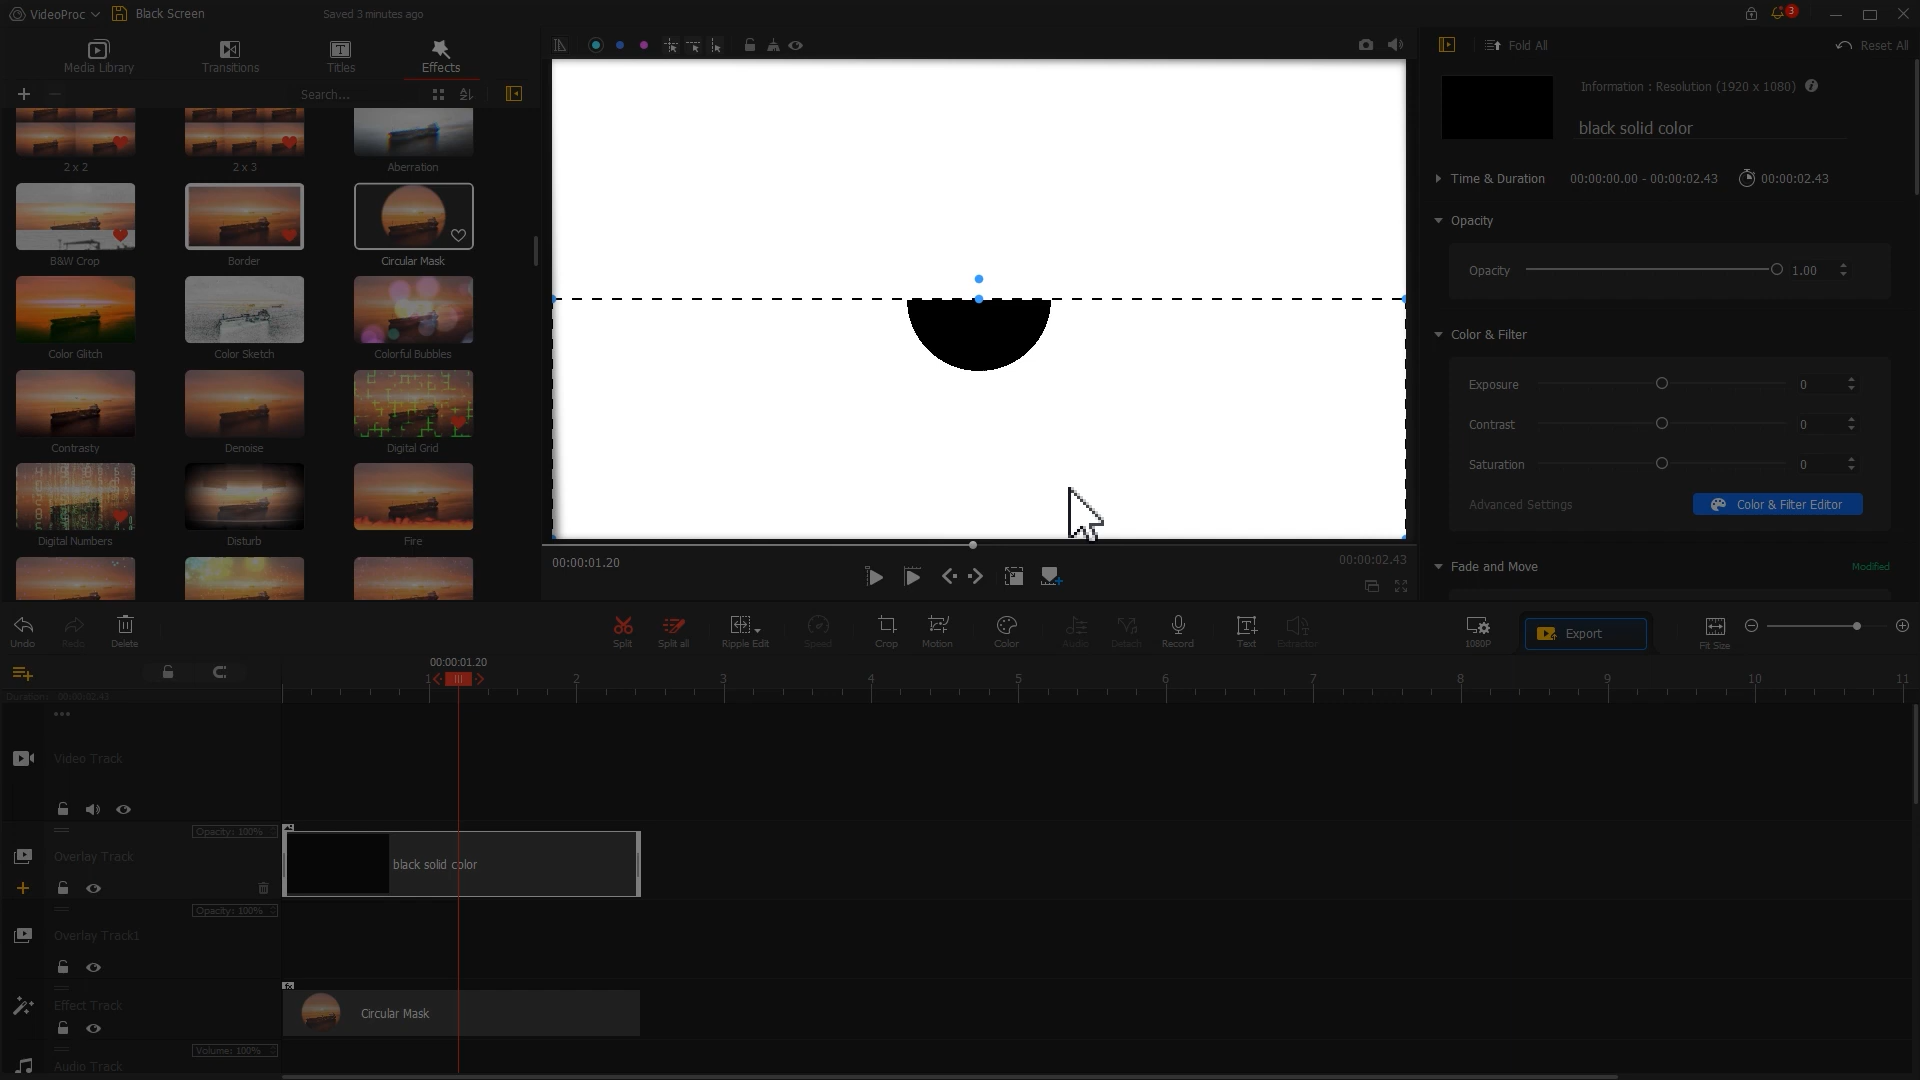 VideoProc
Black Screen
Saved 3 minutes ago
3
Media Library
Transitions
Titles
Effects
Search...
2 x 2
2 x 3
Aberration
B&W Crop
Border
Circular Mask
Color Glitch
Color Sketch
Colorful Bubbles
Contrasty
Denoise
Digital Grid
Digital Numbers
Disturb
Fire
00:00:01.20
00:00:02.43
Fold All
Reset All
Information : Resolution (1920 x 1080)
black solid color
Time & Duration 00:00:00.00 - 00:00:02.43 00:00:02.43
Opacity
Opacity 1.00
Color & Filter
Exposure 0
Contrast 0
Saturation 0
Advanced Settings Color & Filter Editor
Fade and Move Modified
Undo
Redo
Delete
Split
Split all
Ripple Edit
Speed
Crop
Motion
Color
Audio
Detach
Record
Text
Extractor
1080P
Export
Fit Size
00:00:01.20
1 2 3 4 5 6 7 8 9 10 11
Duration: 00:00:02.43
Video Track
Opacity: 100%
Overlay Track
black solid color
Opacity: 100%
Overlay Track1
Effect Track
Circular Mask
Volume: 100%
Audio Track